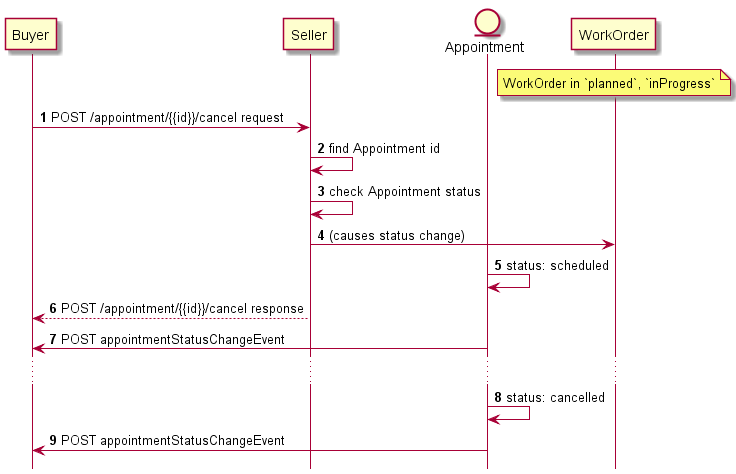 Buyer
Seller
Appointment
WorkOrder
WorkOrder in `planned`, `inProgress`
1 POST /appointment/{{id}}/cancel request
2 find Appointment id
3 check Appointment status
4 (causes status change)
5 status: scheduled
6 POST /appointment/{{id}}/cancel response
7 POST appointmentStatusChangeEvent
8 status: cancelled
9 POST appointmentStatusChangeEvent